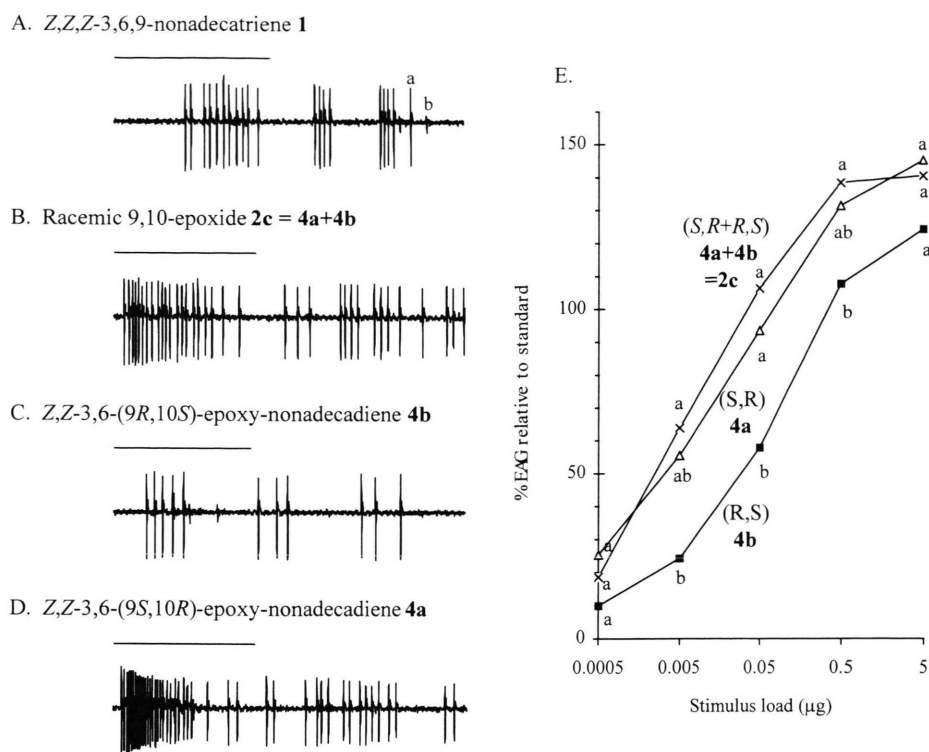 A. Z,Z,Z-3,6,9-nonadecatriene 1
a
b
B. Racemic 9,10-epoxide 2c = 4a+4b
C. Z,Z-3,6-(9R,10S)-epoxy-nonadecadiene 4b
D. Z,Z-3,6-(9S,10R)-epoxy-nonadecadiene 4a
E.
% EAG relative to standard
150
100
50
0
a
a
a
a
ab
b
(S,R+R,S)
4a+4b
=2c
a
a
b
a
(S,R)
4a
ab
(R,S)
4b
b
a
a
a
0.0005
0.005
0.05
0.5
5
Stimulus load (µg)